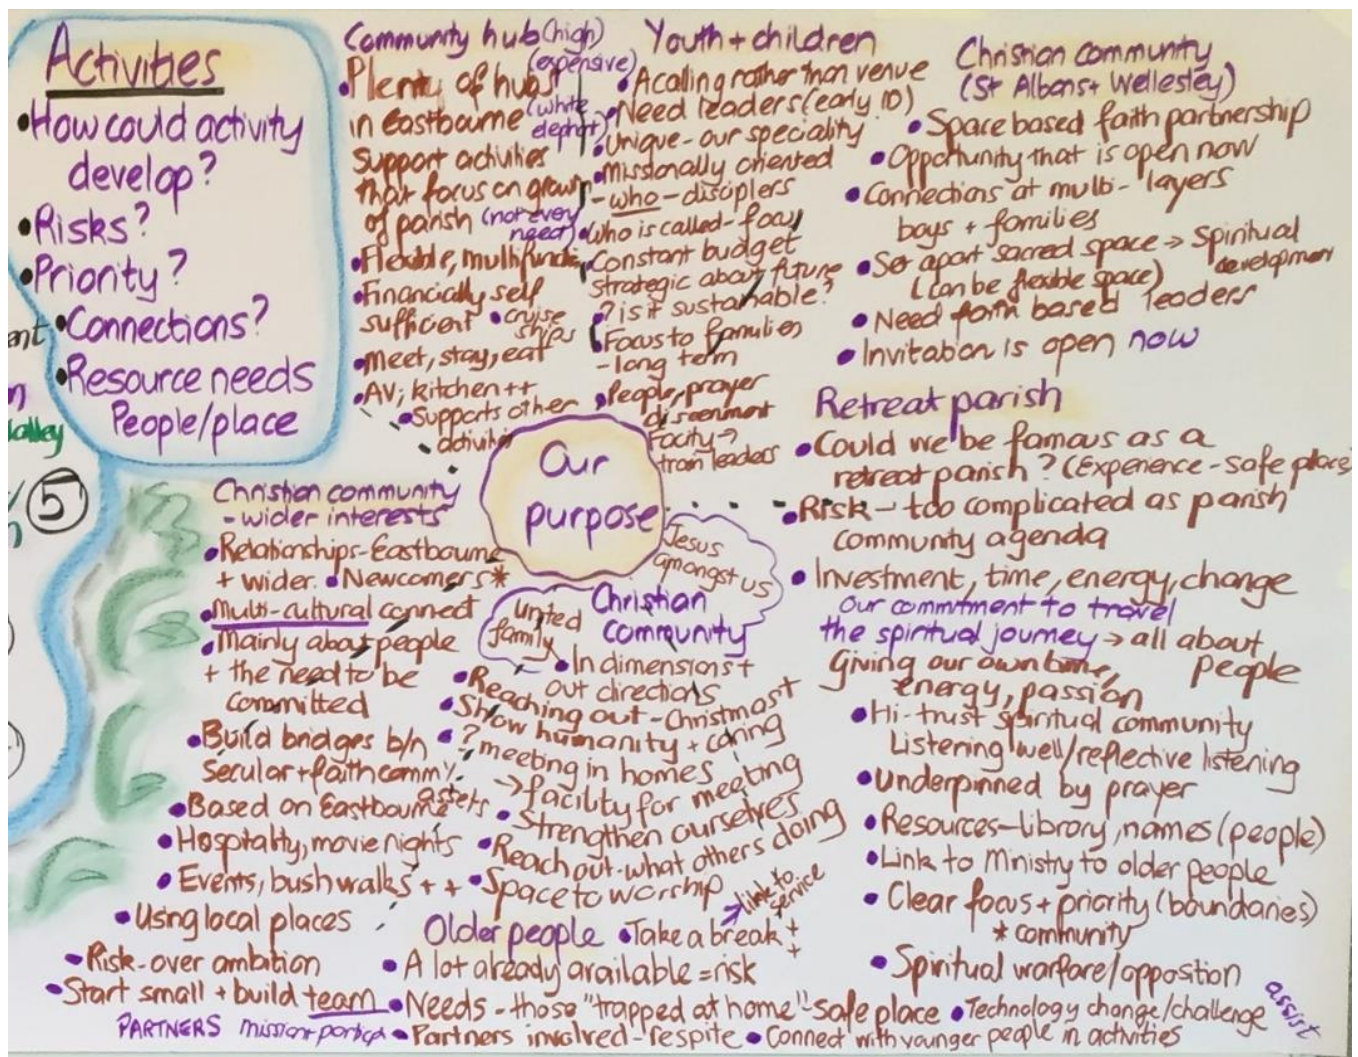 Activities
•How could activity
develop?
•Risks?
•Priority?
•Connections?
•Resource needs
People/place
5
Community hub (high)
(expensive)
•Plenty of hubs
in Eastbourne (white
elephant)
support activities
that focus on grown
of parish (not every
need)
•Flexible, multifunctn
•Financially self
sufficient •cruise
ships
•meet, stay, eat
•AV; kitchen ++
•Supports other
activities
Youth + children
•A calling rather than venue
•Need leaders (early ID)
•Unique - our speciality
•Missionally oriented
- who - disciplers
•Who is called - focus
•Constant budget
strategic about future
•? is it sustainable?
•Focus to families
- long term
•People, prayer
discernment
Facity →
train leaders
Christian community
(St Albans + Wellesley)
•Space based faith partnership
•Opportunity that is open now
•Connections at multi-layers
boys + families
•Set apart sacred space → Spiritual
development
(can be flexible space)
•Need faith based leaders
•Invitation is open now
Our
purpose
Retreat parish
•Could we be famous as a
retreat parish? (Experience - safe place)
•Risk - too complicated as parish
community agenda
•Investment, time, energy, change
Our commitment to travel
the spiritual journey → all about
people
Giving our own time,
energy, passion
•Hi-trust spiritual community
Listening well/reflective listening
•Underpinned by prayer
•Resources - library, names (people)
•Link to Ministry to older people
•Clear focus + priority (boundaries)
* community
•Spiritual warfare/opposition
Christian community
- wider interests
•Relationships - Eastbourne
+ wider. •Newcomers*
•Multi-cultural connect
•Mainly about people
+ the need to be
committed
•Build bridges b/n
secular + faith comm'y.
•Based on Eastbourne assets
•Hospitalty, movie nights
•Events, bush walks + +
•Using local places
•Risk - over ambition
•Start small + build team
PARTNERS
Jesus
amongst us
united
family
Christian
community
•In dimensions +
out directions
•Reaching out - Christmas
•Show humanity + caring
•? meeting in homes
→ facility for meeting
•Strengthen ourselves
•Reach out - what others doing
•Space to worship
Older people •Take a break + +
link to
service
•A lot already available = risk
•Needs - those "trapped at home" - safe place •Technology change/challenge
assist
•Partners involved - respite •Connect with younger people in activities